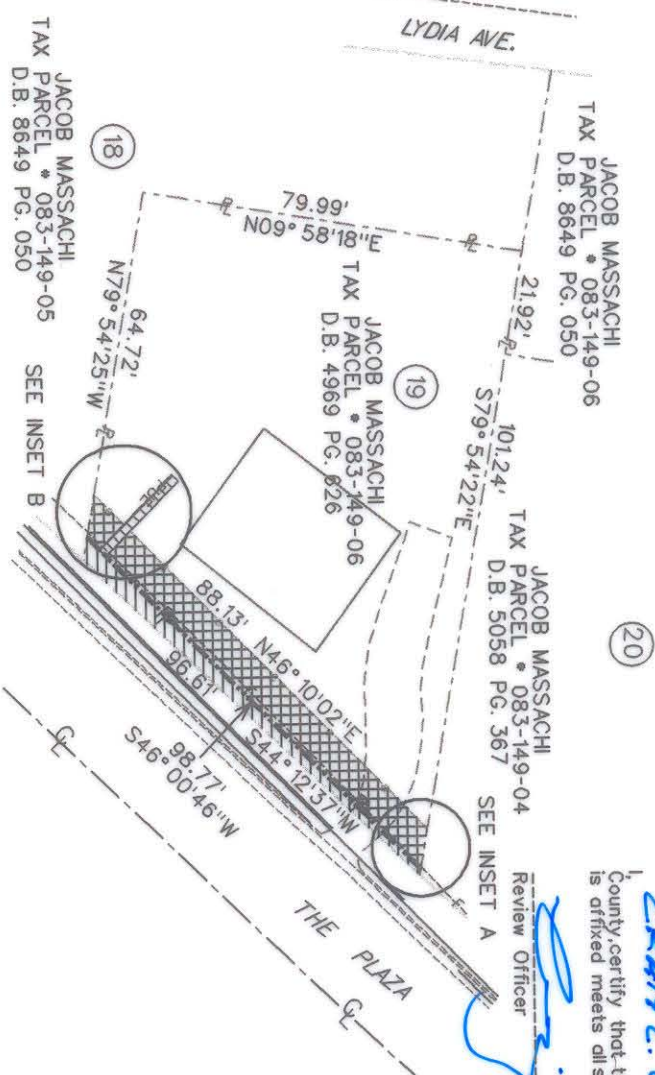 LYDIA AVE.
JACOB MASSACHI
TAX PARCEL # 083-149-06
D.B. 8649 PG. 050
JACOB MASSACHI
TAX PARCEL # 083-149-05
D.B. 8649 PG. 050
18
79.99'
N09°58'18"E
21.92'
101.24'
S79°54'22"E
64.72'
N79°54'25"W
JACOB MASSACHI
TAX PARCEL # 083-149-06
D.B. 4969 PG. 626
19
JACOB MASSACHI
TAX PARCEL # 083-149-04
D.B. 5058 PG. 367
20
SEE INSET B
SEE INSET A
88.13'
N46°10'02"E
96.61'
S44°12'37"W
98.77'
S46°00'46"W
THE PLAZA
I,
County, certify that
is affixed meets all
Review Officer